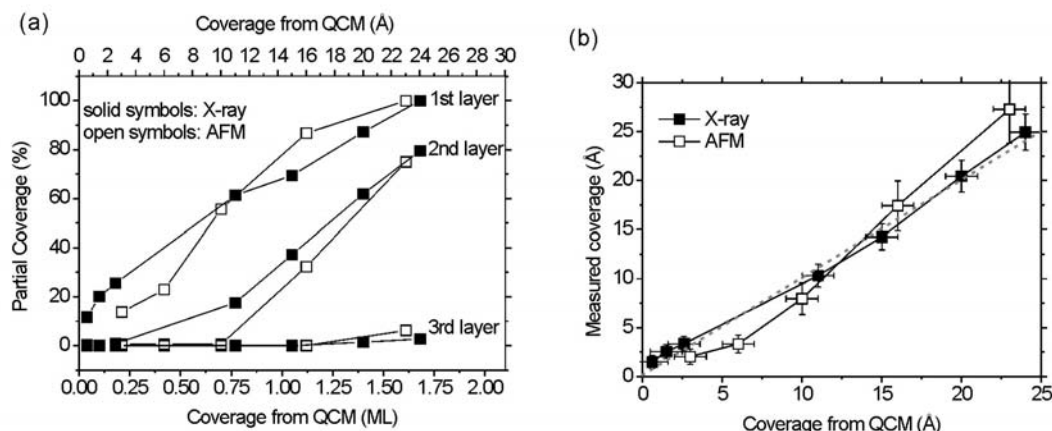 (a)
Coverage from QCM (Å)
0 2 4 6 8 10 12 14 16 18 20 22 24 26 28 30
100
80
60
40
20
0
Partial Coverage (%)
solid symbols: X-ray
open symbols: AFM
1st layer
2nd layer
3rd layer
0.00 0.25 0.50 0.75 1.00 1.25 1.50 1.75 2.00
Coverage from QCM (ML)
(b)
30
25
20
15
10
5
0
Measured coverage (Å)
X-ray
AFM
0 5 10 15 20 25
Coverage from QCM (Å)